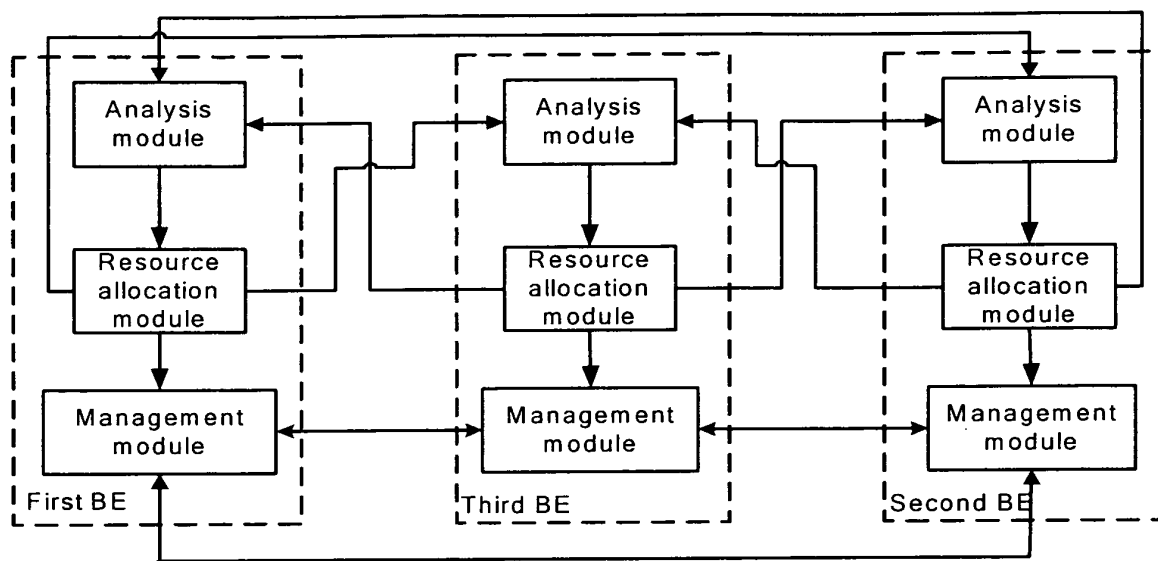 Analysis
module
Resource
allocation
module
Management
module
First BE
Analysis
module
Resource
allocation
module
Management
module
Third BE
Analysis
module
Resource
allocation
module
Management
module
Second BE